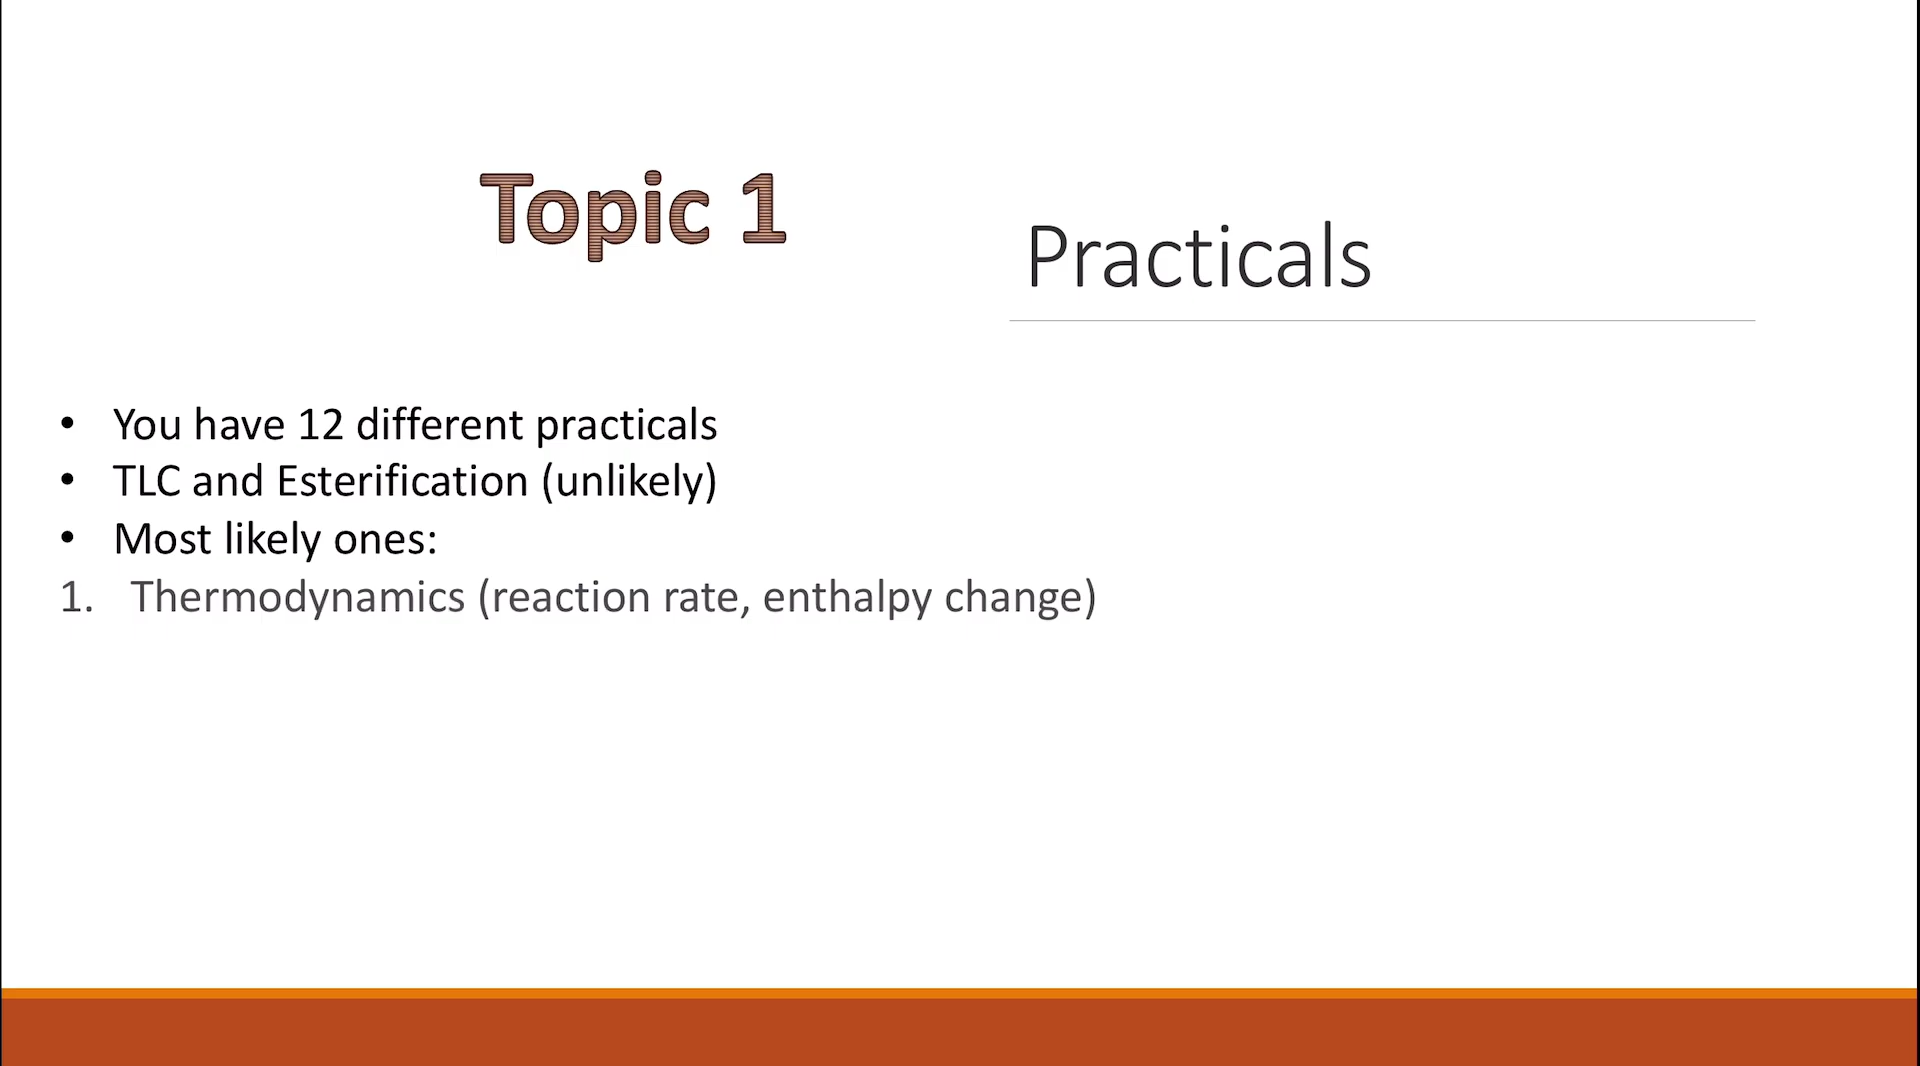 Topic 1
Practicals
• You have 12 different practicals
• TLC and Esterification (unlikely)
• Most likely ones:
1. Thermodynamics (reaction rate, enthalpy change)